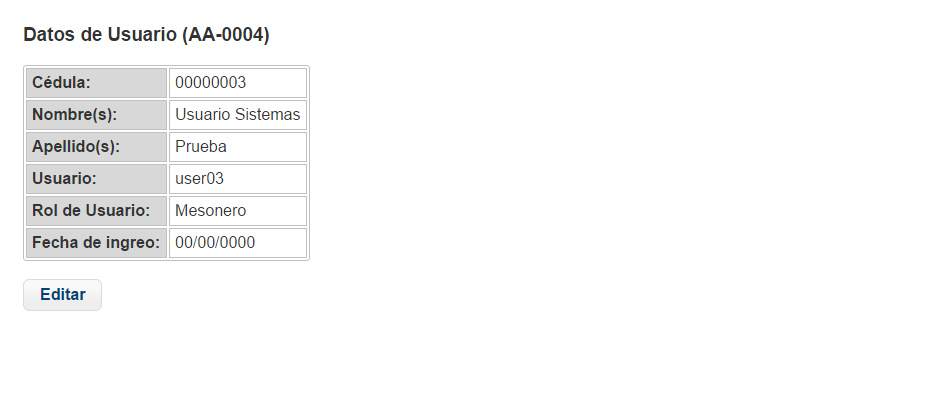 Datos de Usuario (AA-0004)
Cédula: 00000003
Nombre(s): Usuario Sistemas
Apellido(s): Prueba
Usuario: user03
Rol de Usuario: Mesonero
Fecha de ingreo: 00/00/0000
Editar